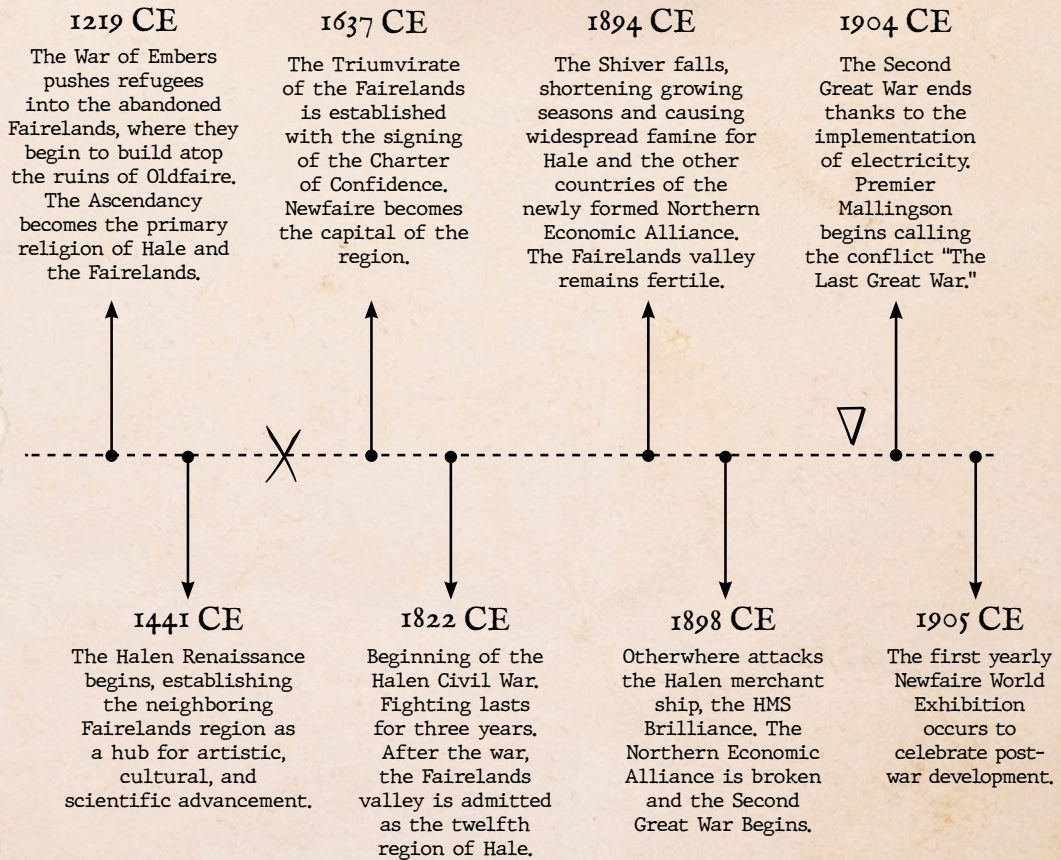 1219 CE
The War of Embers
pushes refugees
into the abandoned
Fairelands, where they
begin to build atop
the ruins of Oldfaire.
The Ascendancy
becomes the primary
religion of Hale and
the Fairelands.
1637 CE
The Triumvirate
of the Fairelands
is established
with the signing
of the Charter
of Confidence.
Newfaire becomes
the capital of the
region.
1894 CE
The Shiver falls,
shortening growing
seasons and causing
widespread famine for
Hale and the other
countries of the
newly formed Northern
Economic Alliance.
The Fairelands valley
remains fertile.
1904 CE
The Second
Great War ends
thanks to the
implementation
of electricity.
Premier
Mallingson
begins calling
the conflict "The
Last Great War."
1441 CE
The Halen Renaissance
begins, establishing
the neighboring
Fairelands region as
a hub for artistic,
cultural, and
scientific advancement.
1822 CE
Beginning of the
Halen Civil War.
Fighting lasts
for three years.
After the war,
the Fairelands
valley is admitted
as the twelfth
region of Hale.
1898 CE
Otherwhere attacks
the Halen merchant
ship, the HMS
Brilliance. The
Northern Economic
Alliance is broken
and the Second
Great War Begins.
1905 CE
The first yearly
Newfaire World
Exhibition
occurs to
celebrate post-
war development.